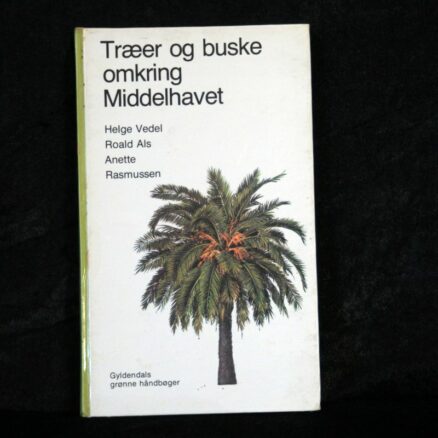 Træer og buske
omkring
Middelhavet
Helge Vedel
Roald Als
Anette
Rasmussen
Gyldendals
grønne håndbøger